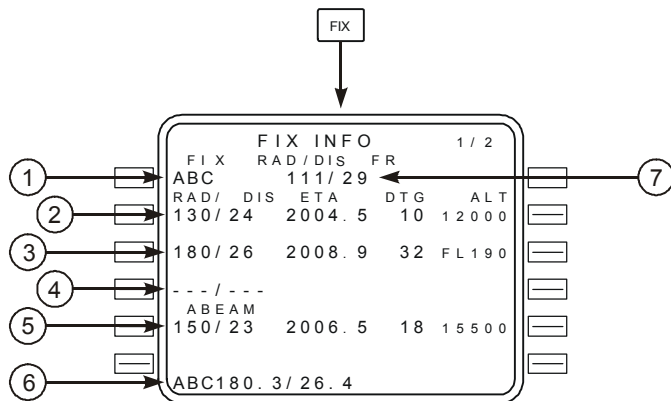 FIX
FIX INFO 1/2
FIX RAD/DIS FR
1 ABC 111/29 7
RAD/ DIS ETA DTG ALT
2 130/24 2004.5 10 12000
3 180/26 2008.9 32 FL190
4 ---/---
ABEAM
5 150/23 2006.5 18 15500
6 ABC180.3/26.4